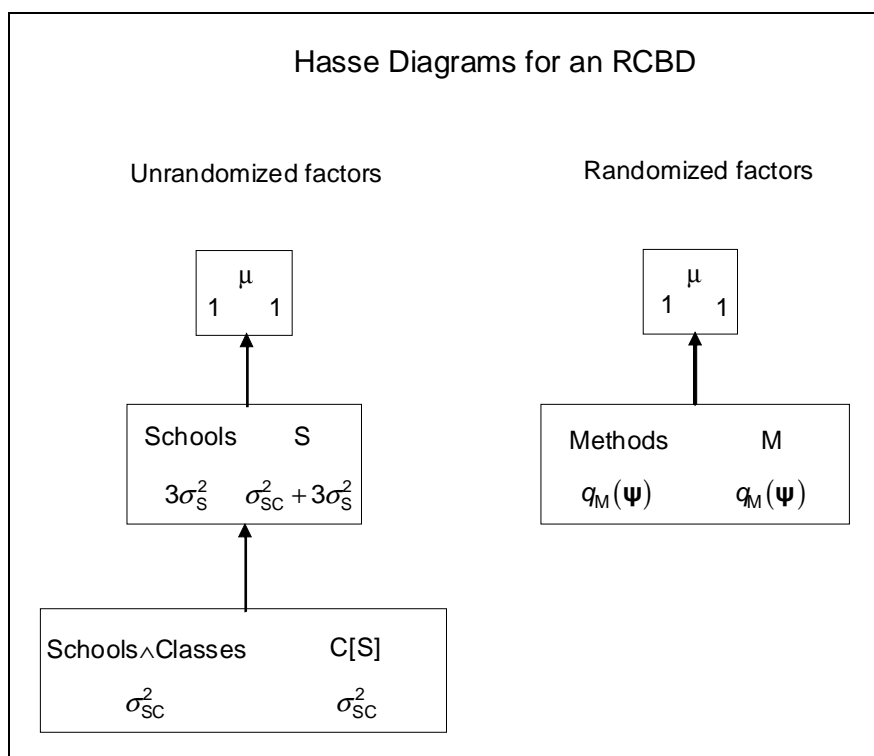 Hasse Diagrams for an RCBD
Unrandomized factors
μ
1 1
Schools S
3σ²_S σ²_SC + 3σ²_S
Schools∧Classes C[S]
σ²_SC σ²_SC
Randomized factors
μ
1 1
Methods M
q_M(ψ) q_M(ψ)